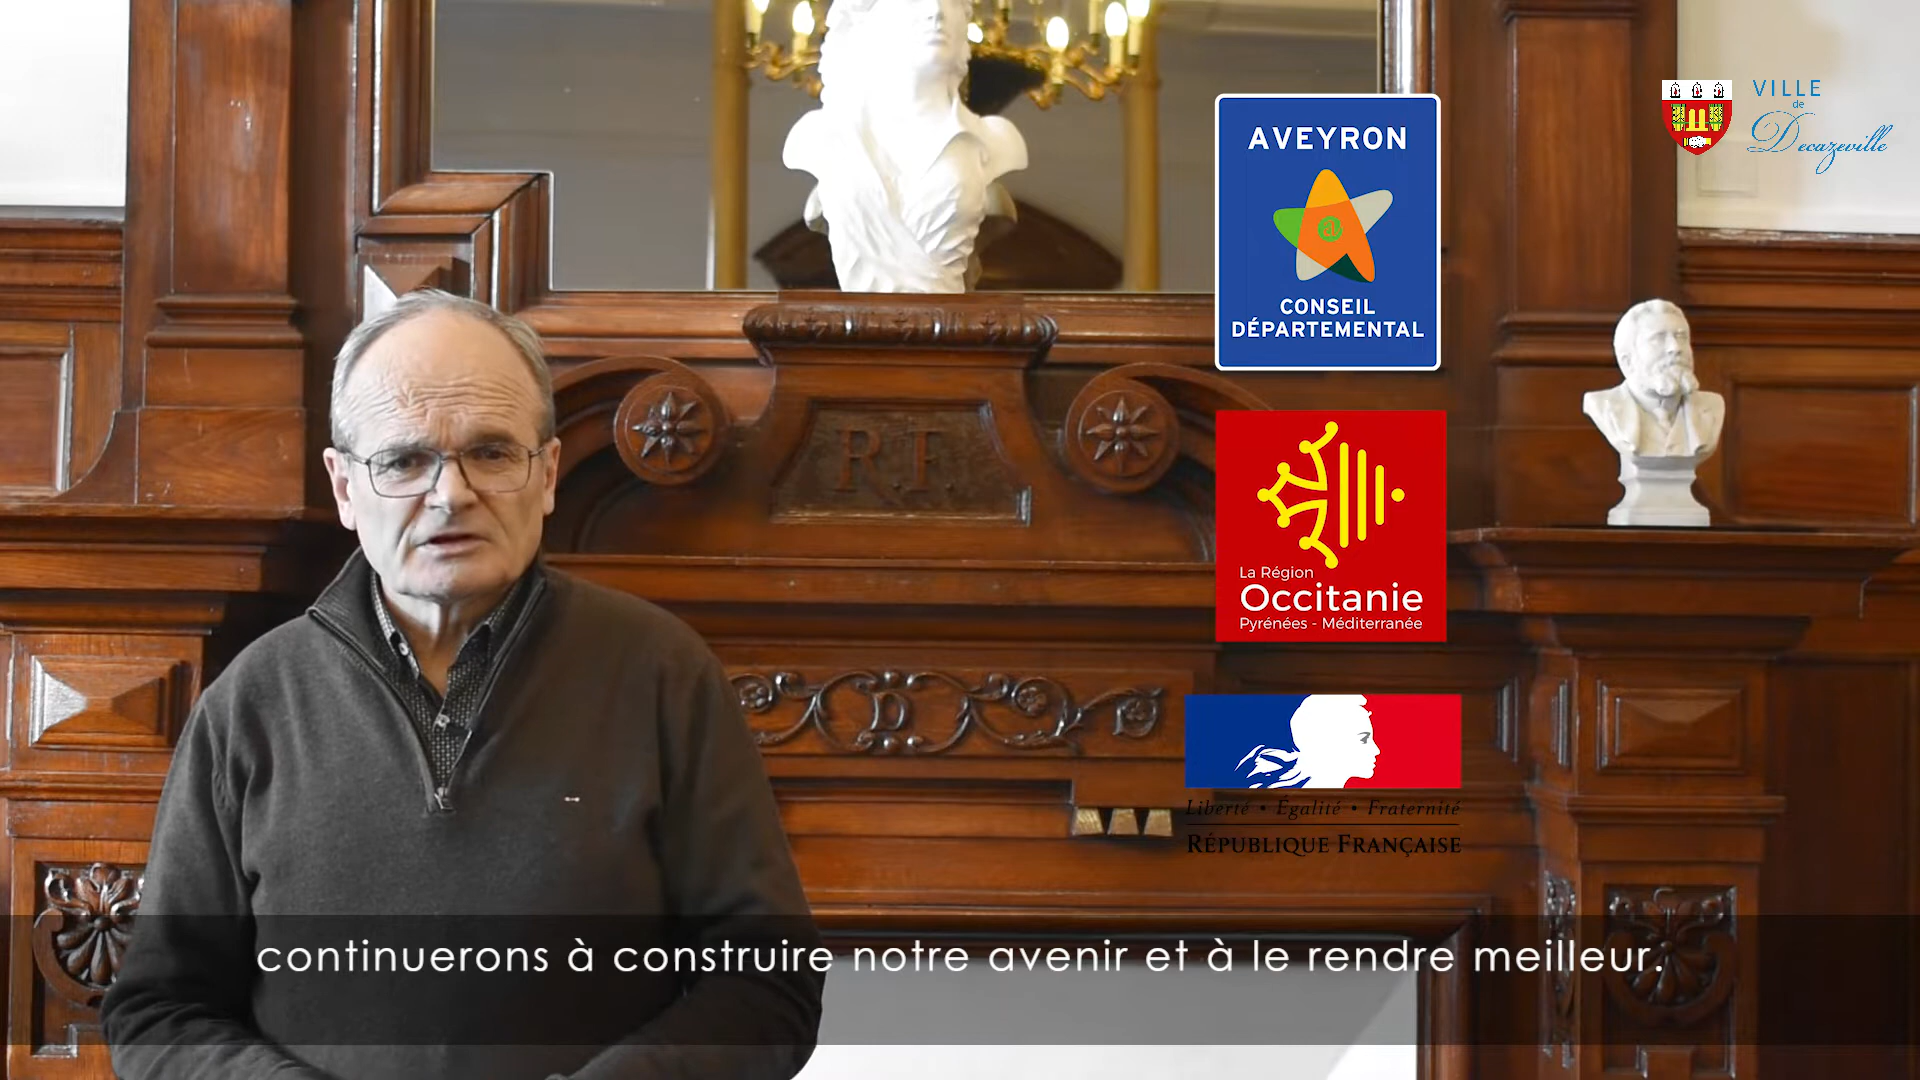 VILLE
de
Decazeville
AVEYRON
CONSEIL
DÉPARTEMENTAL
R.F.
La Région
Occitanie
Pyrénées - Méditerranée
D
Liberté • Égalité • Fraternité
RÉPUBLIQUE FRANÇAISE
continuerons à construire notre avenir et à le rendre meilleur.